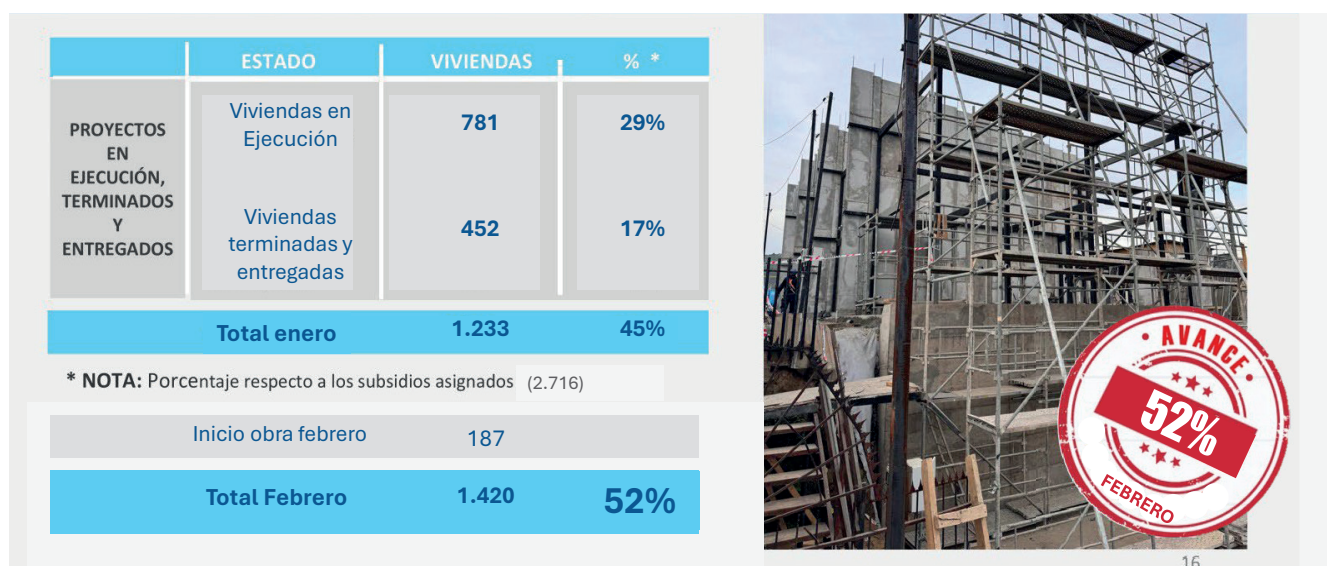 ESTADO VIVIENDAS % *
PROYECTOS
EN
EJECUCIÓN,
TERMINADOS
Y
ENTREGADOS
Viviendas en
Ejecución
781 29%
Viviendas
terminadas y
entregadas
452 17%
Total enero 1.233 45%
* NOTA: Porcentaje respecto a los subsidios asignados (2.716)
Inicio obra febrero 187
Total Febrero 1.420 52%
AVANCE
52%
FEBRERO
16